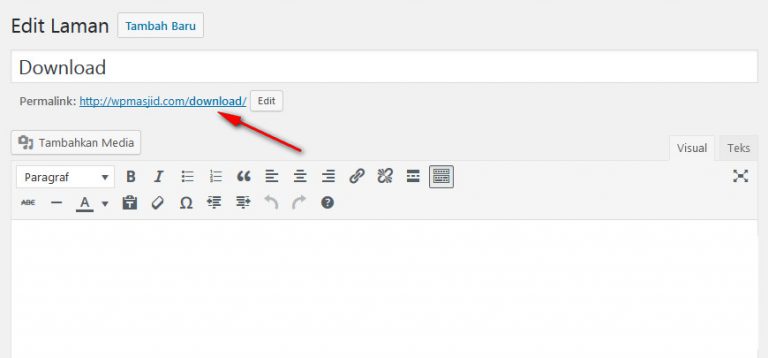 Edit Laman Tambah Baru
Download
Permalink: http://wpmasjid.com/download/ Edit
Tambahkan Media
Visual Teks
Paragraf
ABC A